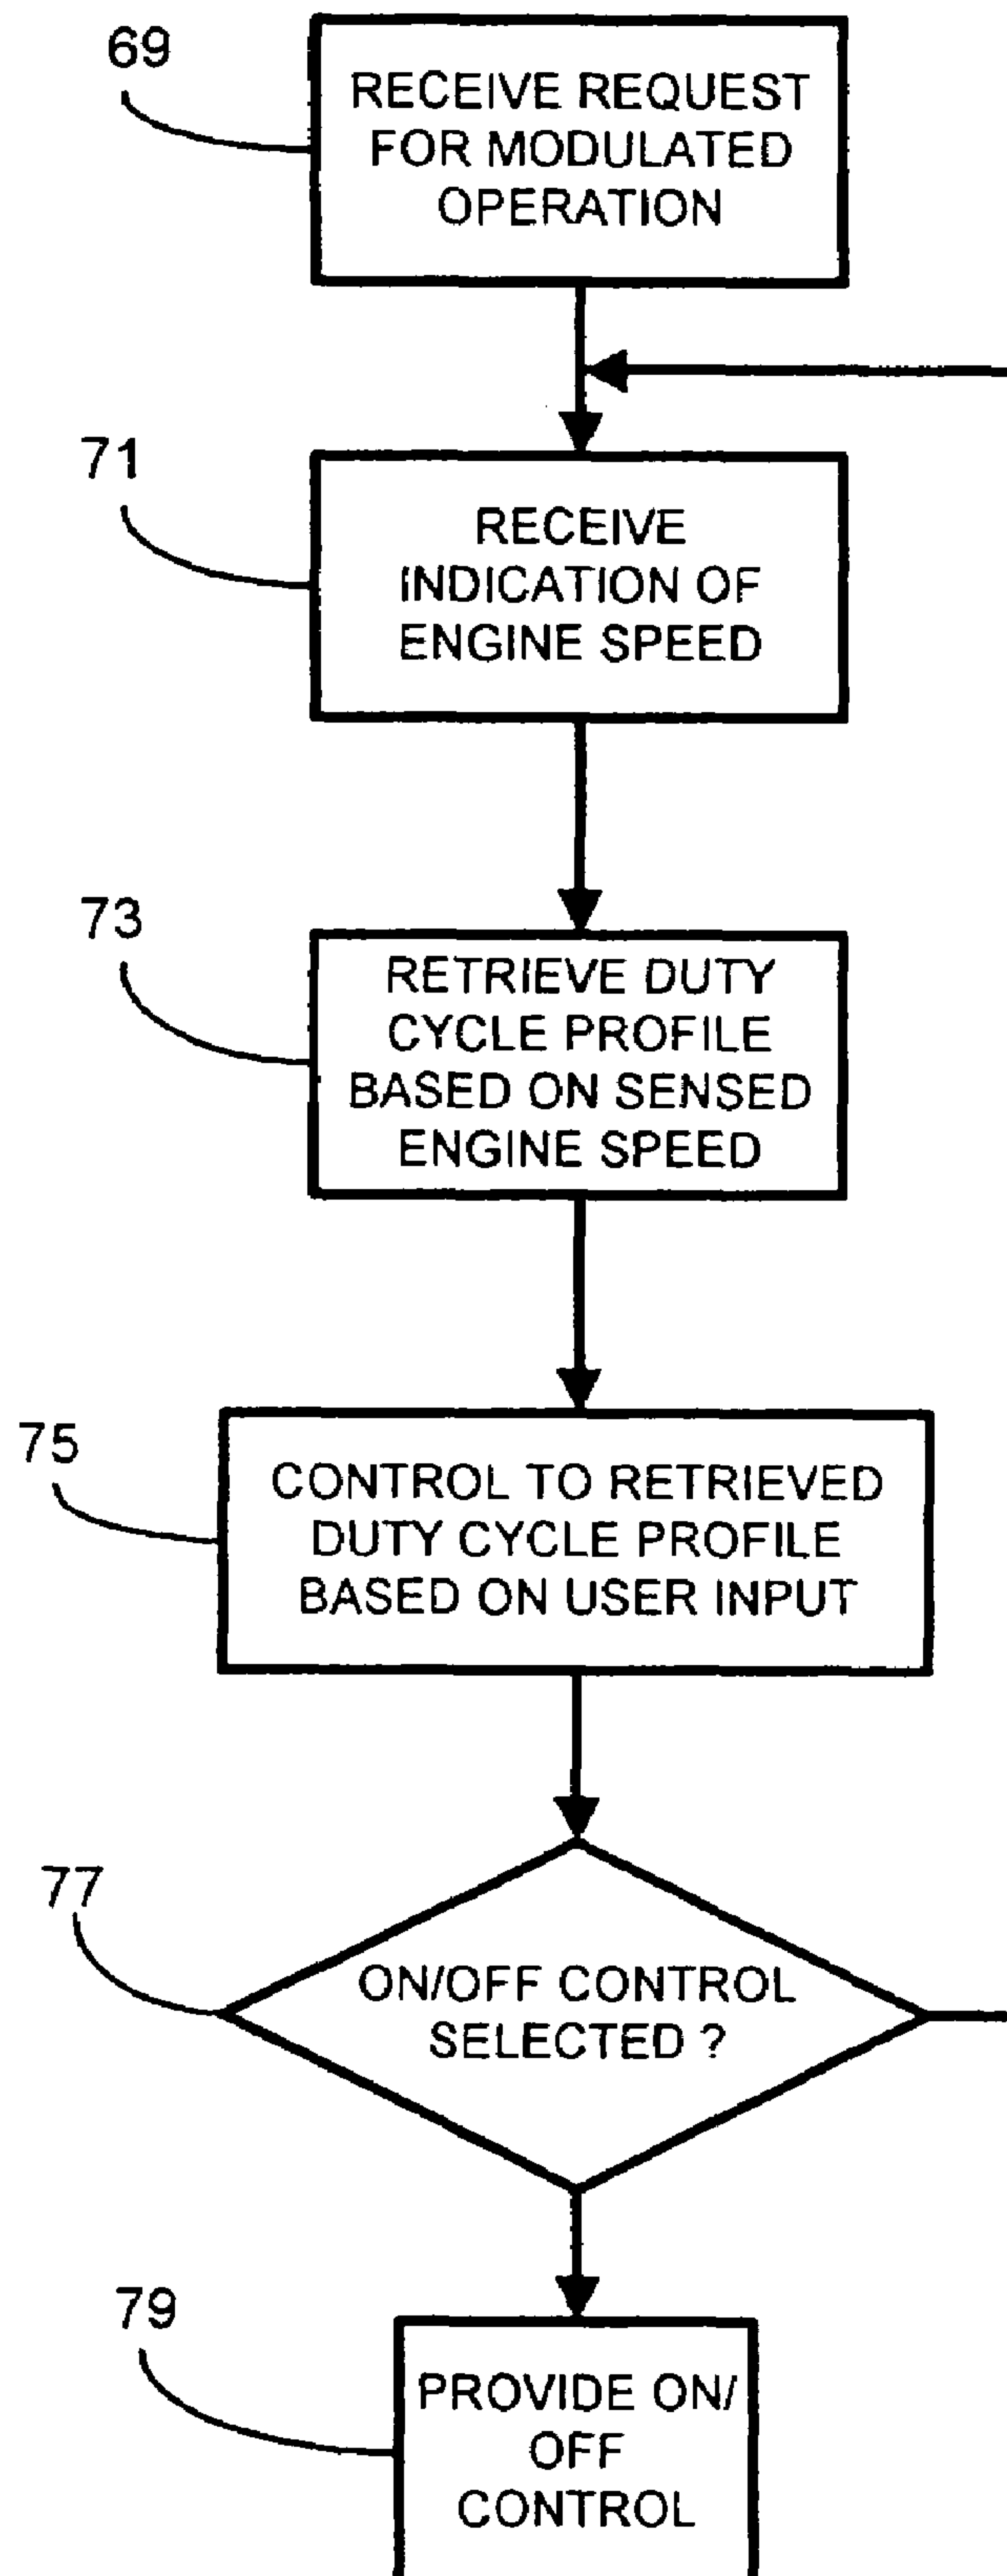 69
RECEIVE REQUEST
FOR MODULATED
OPERATION
71
RECEIVE
INDICATION OF
ENGINE SPEED
73
RETRIEVE DUTY
CYCLE PROFILE
BASED ON SENSED
ENGINE SPEED
75
CONTROL TO RETRIEVED
DUTY CYCLE PROFILE
BASED ON USER INPUT
77
ON/OFF CONTROL
SELECTED ?
79
PROVIDE ON/
OFF
CONTROL